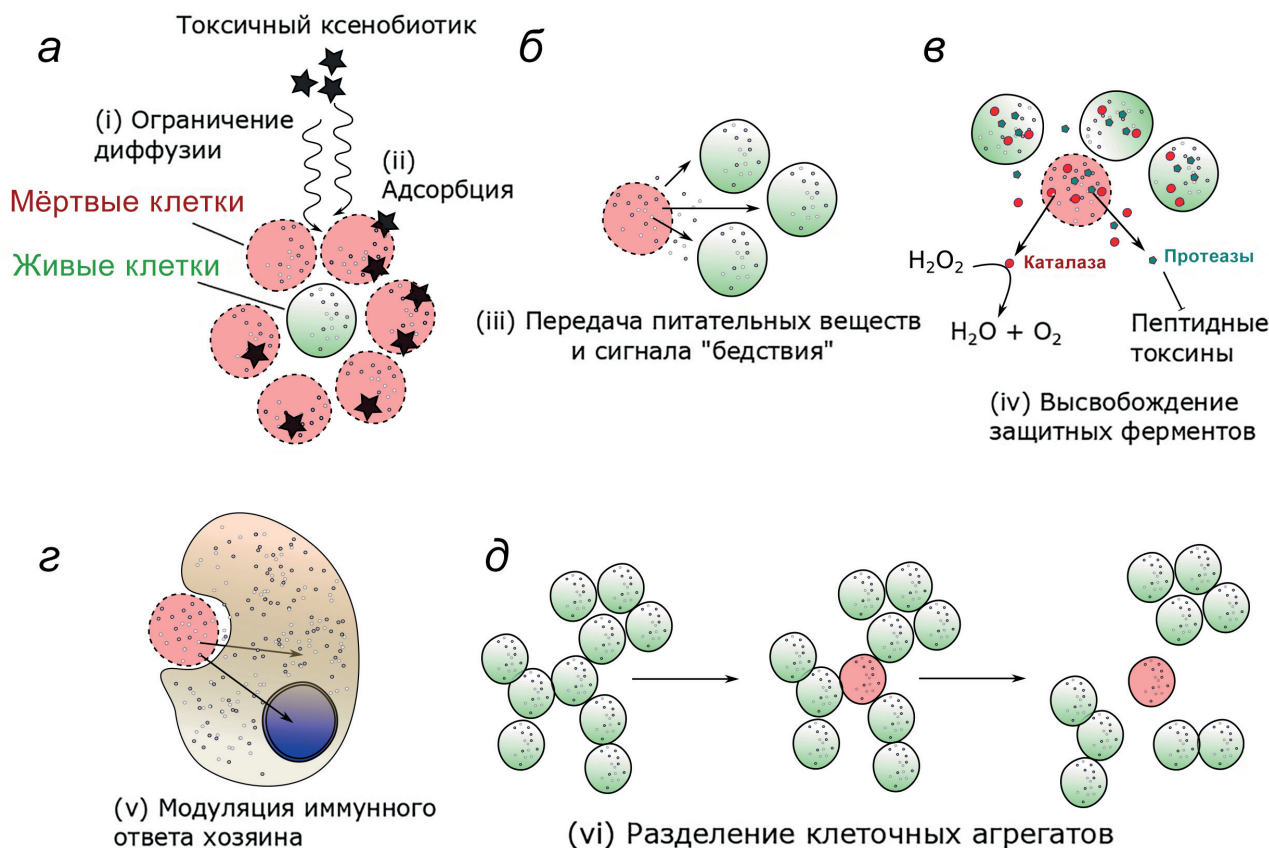 а
Токсичный ксенобиотик
(i) Ограничение
диффузии
(ii)
Адсорбция
Мёртвые клетки
Живые клетки
б
(iii) Передача питательных веществ
и сигнала "бедствия"
в
H₂O₂
Каталаза
Протеазы
H₂O + O₂
Пептидные
токсины
(iv) Высвобождение
защитных ферментов
г
(v) Модуляция иммунного
ответа хозяина
д
(vi) Разделение клеточных агрегатов